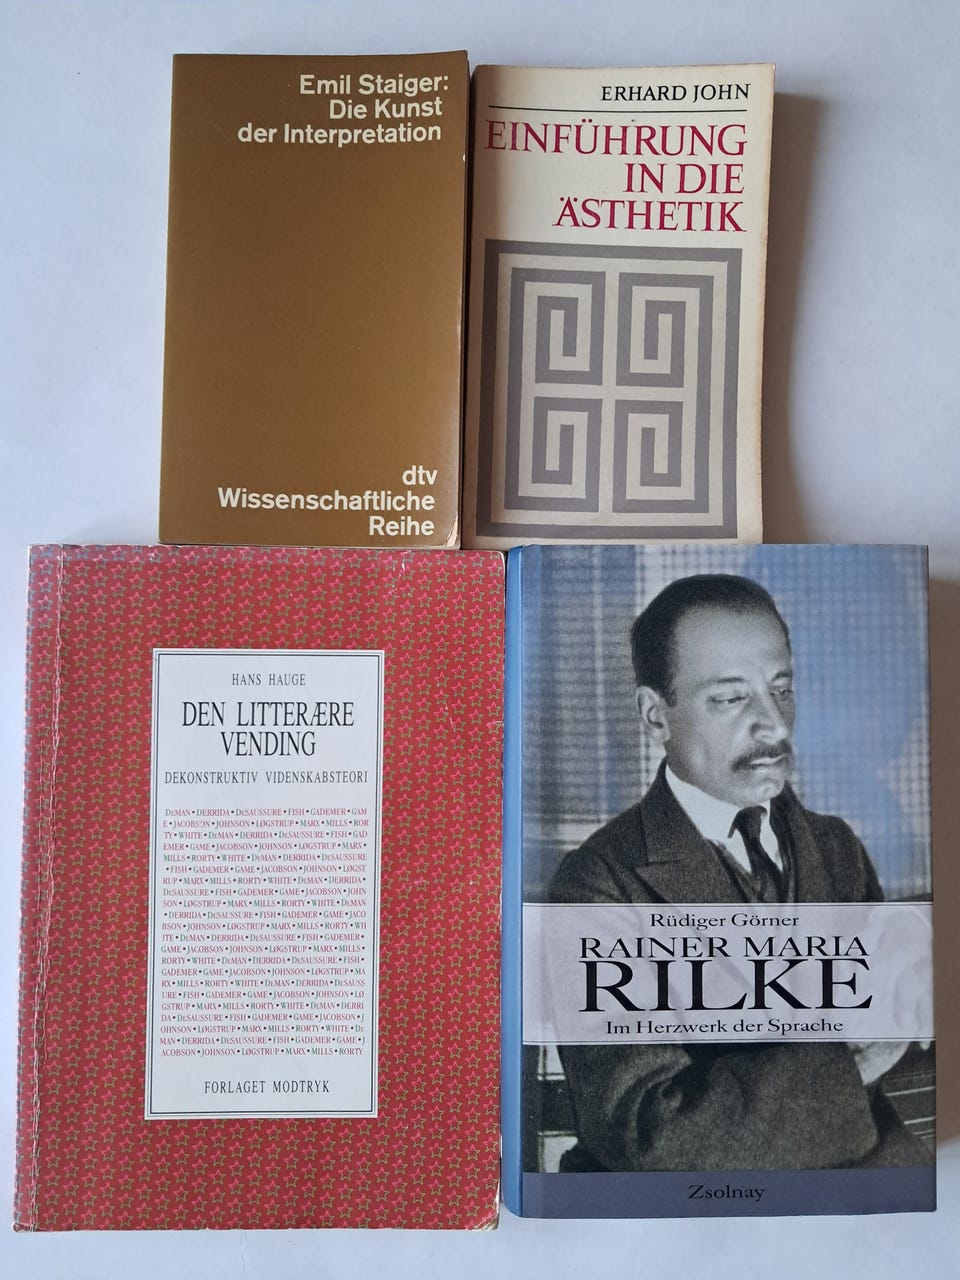 Emil Staiger:
Die Kunst
der Interpretation
dtv
Wissenschaftliche
Reihe
ERHARD JOHN
EINFÜHRUNG
IN DIE
ÄSTHETIK
HANS HAUGE
DEN LITTERÆRE
VENDING
DEKONSTRUKTIV VIDENSKABSTEORI
DEMAN • DERRIDA • DESAUSSURE • FISH • GADEMER • GAM
E • JACOBSON • JOHNSON • LØGSTRUP • MARX • MILLS • ROR
TY • WHITE • DEMAN • DERRIDA • DESAUSSURE • FISH • GAD
EMER • GAME • JACOBSON • JOHNSON • LØGSTRUP • MARX •
MILLS • RORTY • WHITE • DEMAN • DERRIDA • DESAUSSURE
• FISH • GADEMER • GAME • JACOBSON • JOHNSON • LØGST
RUP • MARX • MILLS • RORTY • WHITE • DEMAN • DERRIDA •
DESAUSSURE • FISH • GADEMER • GAME • JACOBSON • JOHN
SON • LØGSTRUP • MARX • MILLS • RORTY • WHITE • DEMAN
• DERRIDA • DESAUSSURE • FISH • GADEMER • GAME • JACO
BSON • JOHNSON • LØGSTRUP • MARX • MILLS • RORTY • WH
ITE • DEMAN • DERRIDA • DESAUSSURE • FISH • GADEMER •
GAME • JACOBSON • JOHNSON • LØGSTRUP • MARX • MILLS •
RORTY • WHITE • DEMAN • DERRIDA • DESAUSSURE • FISH •
GADEMER • GAME • JACOBSON • JOHNSON • LØGSTRUP • MA
RX • MILLS • RORTY • WHITE • DEMAN • DERRIDA • DESAUSS
URE • FISH • GADEMER • GAME • JACOBSON • JOHNSON • LØ
GSTRUP • MARX • MILLS • RORTY • WHITE • DEMAN • DERRI
DA • DESAUSSURE • FISH • GADEMER • GAME • JACOBSON • J
OHNSON • LØGSTRUP • MARX • MILLS • RORTY • WHITE • DE
MAN • DERRIDA • DESAUSSURE • FISH • GADEMER • GAME • J
ACOBSON • JOHNSON • LØGSTRUP • MARX • MILLS • RORTY
FORLAGET MODTRYK
Rüdiger Görner
RAINER MARIA
RILKE
Im Herzwerk der Sprache
Zsolnay